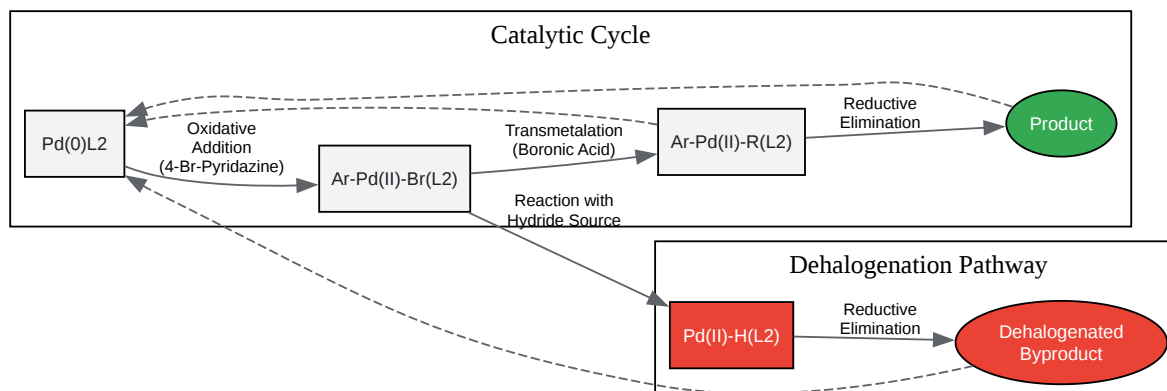 Catalytic Cycle
Pd(0)L2
Oxidative
Addition
(4-Br-Pyridazine)
Ar-Pd(II)-Br(L2)
Transmetalation
(Boronic Acid)
Ar-Pd(II)-R(L2)
Reductive
Elimination
Product
Reaction with
Hydride Source
Dehalogenation Pathway
Pd(II)-H(L2)
Reductive
Elimination
Dehalogenated
Byproduct